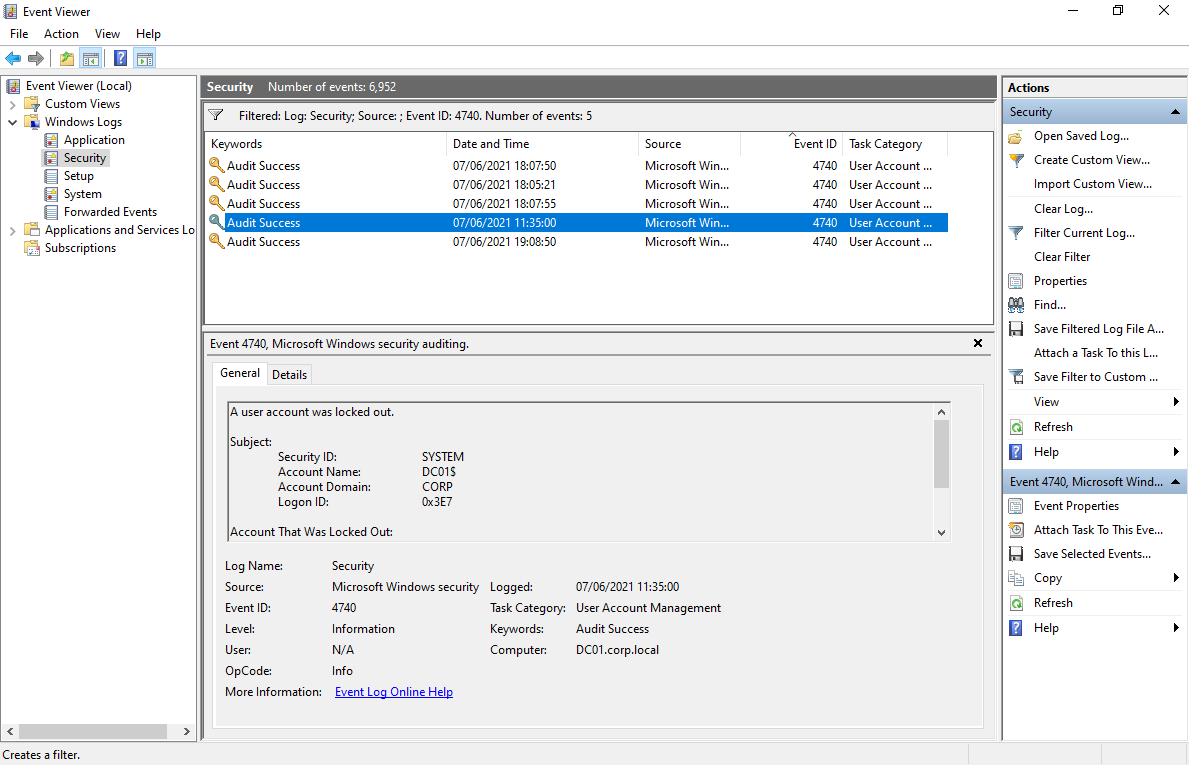 Event Viewer
File Action View Help
Event Viewer (Local)
Custom Views
Windows Logs
Application
Security
Setup
System
Forwarded Events
Applications and Services Lo
Subscriptions
Security Number of events: 6,952
Filtered: Log: Security; Source: ; Event ID: 4740. Number of events: 5
Keywords Date and Time Source Event ID Task Category
Audit Success 07/06/2021 18:07:50 Microsoft Win... 4740 User Account ...
Audit Success 07/06/2021 18:05:21 Microsoft Win... 4740 User Account ...
Audit Success 07/06/2021 18:07:55 Microsoft Win... 4740 User Account ...
Audit Success 07/06/2021 11:35:00 Microsoft Win... 4740 User Account ...
Audit Success 07/06/2021 19:08:50 Microsoft Win... 4740 User Account ...
Event 4740, Microsoft Windows security auditing.
General Details
A user account was locked out.
Subject:
Security ID: SYSTEM
Account Name: DC01$
Account Domain: CORP
Logon ID: 0x3E7
Account That Was Locked Out:
Log Name: Security
Source: Microsoft Windows security Logged: 07/06/2021 11:35:00
Event ID: 4740 Task Category: User Account Management
Level: Information Keywords: Audit Success
User: N/A Computer: DC01.corp.local
OpCode: Info
More Information: Event Log Online Help
Actions
Security
Open Saved Log...
Create Custom View...
Import Custom View...
Clear Log...
Filter Current Log...
Clear Filter
Properties
Find...
Save Filtered Log File A...
Attach a Task To this L...
Save Filter to Custom ...
View
Refresh
Help
Event 4740, Microsoft Wind...
Event Properties
Attach Task To This Eve...
Save Selected Events...
Copy
Refresh
Help
Creates a filter.